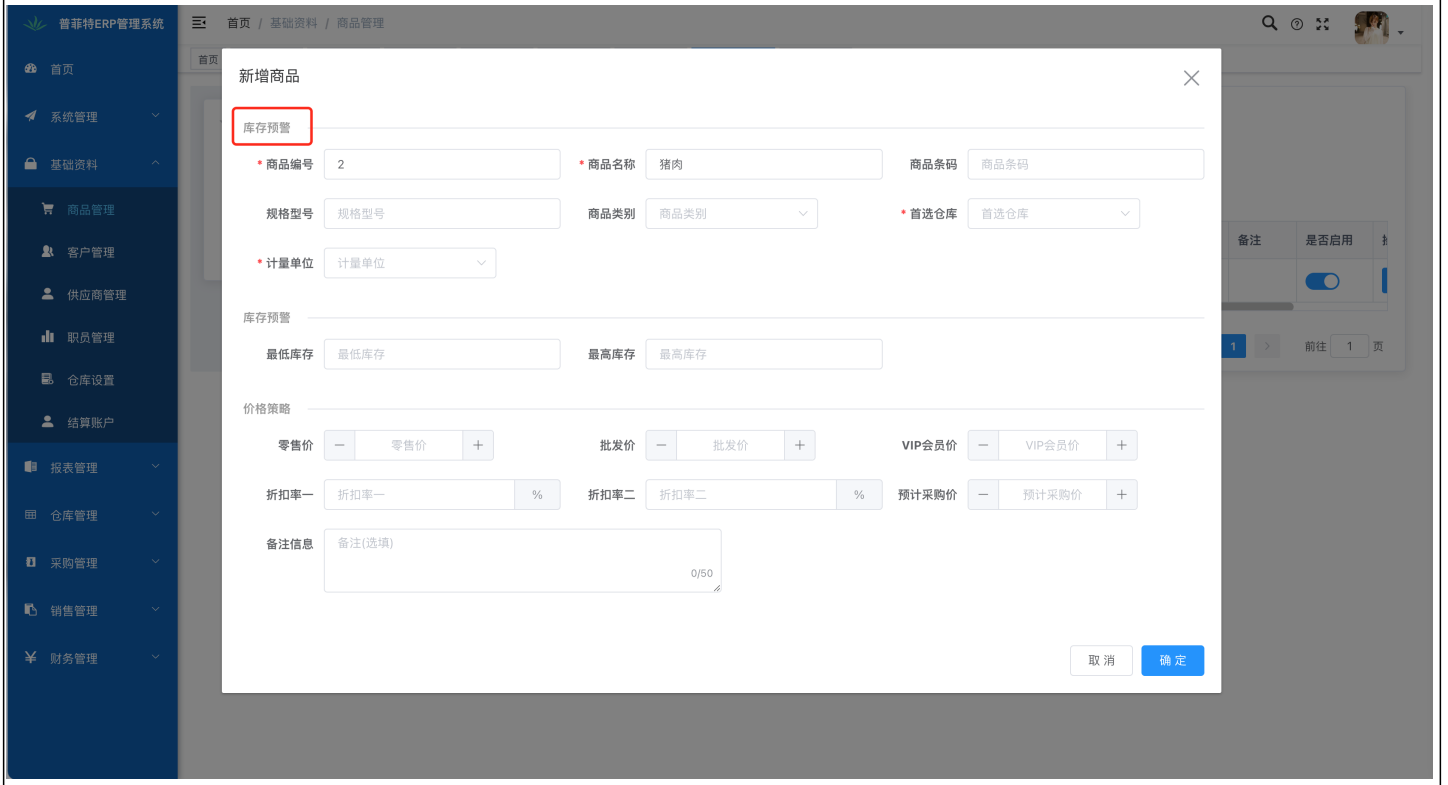 普菲特ERP管理系统
首页 / 基础资料 / 商品管理
首页
首页
系统管理
基础资料
商品管理
客户管理
供应商管理
职员管理
仓库设置
结算账户
报表管理
仓库管理
采购管理
销售管理
财务管理
新增商品
库存预警
* 商品编号 2 * 商品名称 猪肉 商品条码 商品条码
规格型号 规格型号 商品类别 商品类别 * 首选仓库 首选仓库
* 计量单位 计量单位
库存预警
最低库存 最低库存 最高库存 最高库存
价格策略
零售价 − 零售价 + 批发价 − 批发价 + VIP会员价 − VIP会员价 +
折扣率一 折扣率一 % 折扣率二 折扣率二 % 预计采购价 − 预计采购价 +
备注信息 备注(选填)
0/50
取 消 确 定
备注 是否启用
1 > 前往 1 页